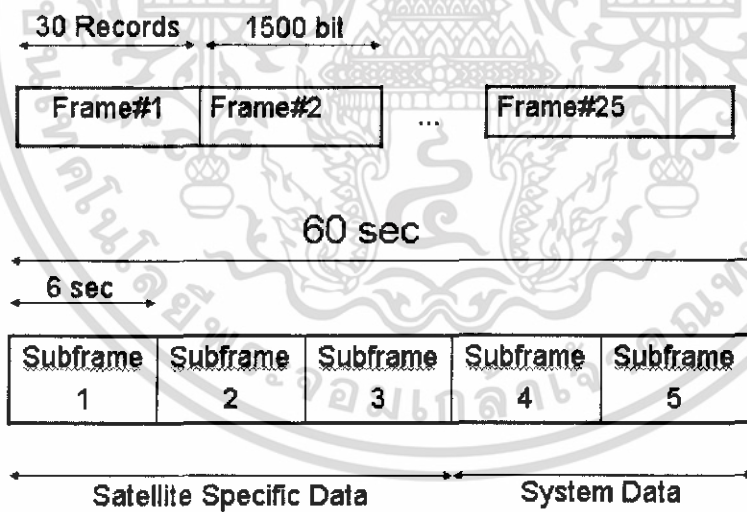 30 Records 1500 bit
Frame#1 Frame#2 ... Frame#25
60 sec
6 sec
Subframe Subframe Subframe Subframe Subframe
1 2 3 4 5
Satellite Specific Data System Data